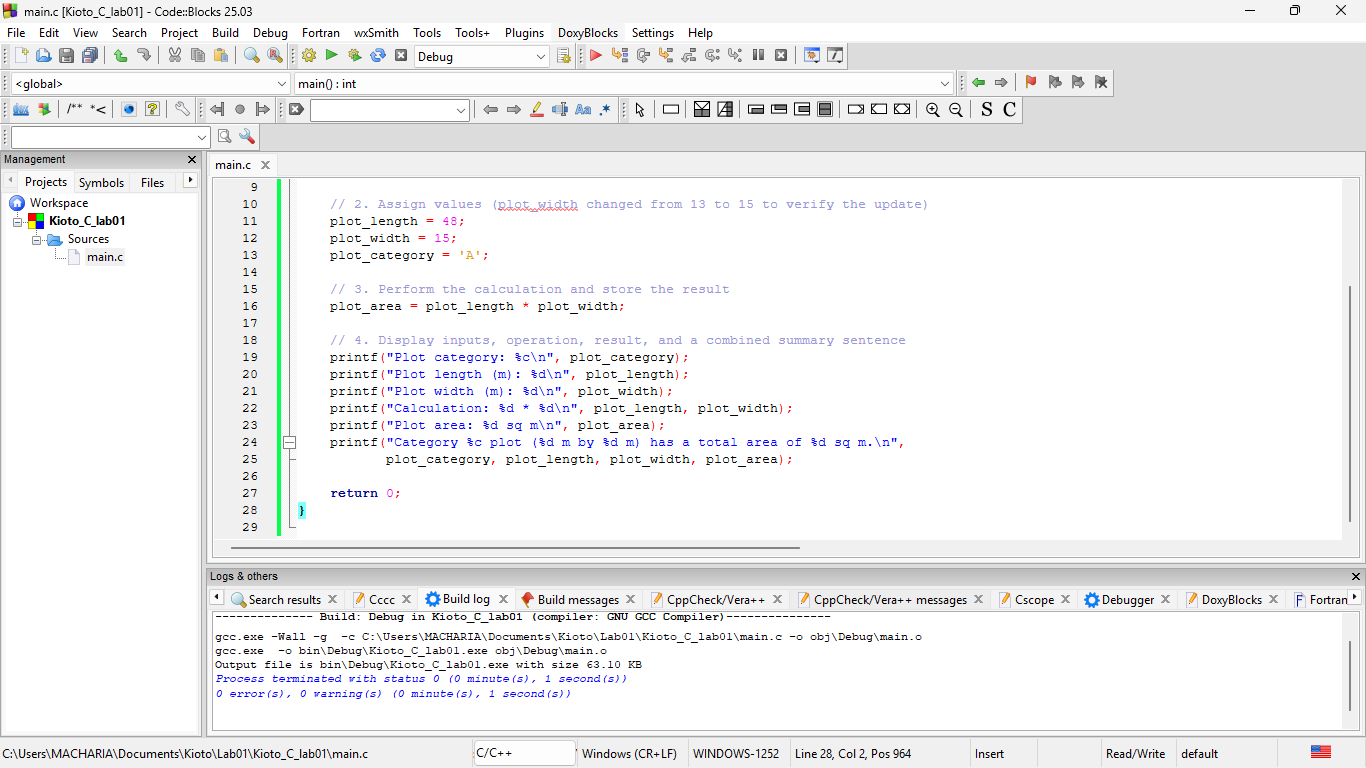 main.c [Kioto_C_lab01] - Code::Blocks 25.03
File Edit View Search Project Build Debug Fortran wxSmith Tools Tools+ Plugins DoxyBlocks Settings Help
Debug
<global> main() : int
/** *<
Aa .*
S C
Management
Projects Symbols Files
Workspace
Kioto_C_lab01
Sources
main.c
main.c
9
10 // 2. Assign values (plot_width changed from 13 to 15 to verify the update)
11 plot_length = 48;
12 plot_width = 15;
13 plot_category = 'A';
14
15 // 3. Perform the calculation and store the result
16 plot_area = plot_length * plot_width;
17
18 // 4. Display inputs, operation, result, and a combined summary sentence
19 printf("Plot category: %c\n", plot_category);
20 printf("Plot length (m): %d\n", plot_length);
21 printf("Plot width (m): %d\n", plot_width);
22 printf("Calculation: %d * %d\n", plot_length, plot_width);
23 printf("Plot area: %d sq m\n", plot_area);
24 printf("Category %c plot (%d m by %d m) has a total area of %d sq m.\n",
25 plot_category, plot_length, plot_width, plot_area);
26
27 return 0;
28 }
29
Logs & others
Search results Cccc Build log Build messages CppCheck/Vera++ CppCheck/Vera++ messages Cscope Debugger DoxyBlocks Fortran
-------------- Build: Debug in Kioto_C_lab01 (compiler: GNU GCC Compiler)---------------
gcc.exe -Wall -g -c C:\Users\MACHARIA\Documents\Kioto\Lab01\Kioto_C_lab01\main.c -o obj\Debug\main.o
gcc.exe -o bin\Debug\Kioto_C_lab01.exe obj\Debug\main.o
Output file is bin\Debug\Kioto_C_lab01.exe with size 63.10 KB
Process terminated with status 0 (0 minute(s), 1 second(s))
0 error(s), 0 warning(s) (0 minute(s), 1 second(s))
C:\Users\MACHARIA\Documents\Kioto\Lab01\Kioto_C_lab01\main.c C/C++ Windows (CR+LF) WINDOWS-1252 Line 28, Col 2, Pos 964 Insert Read/Write default